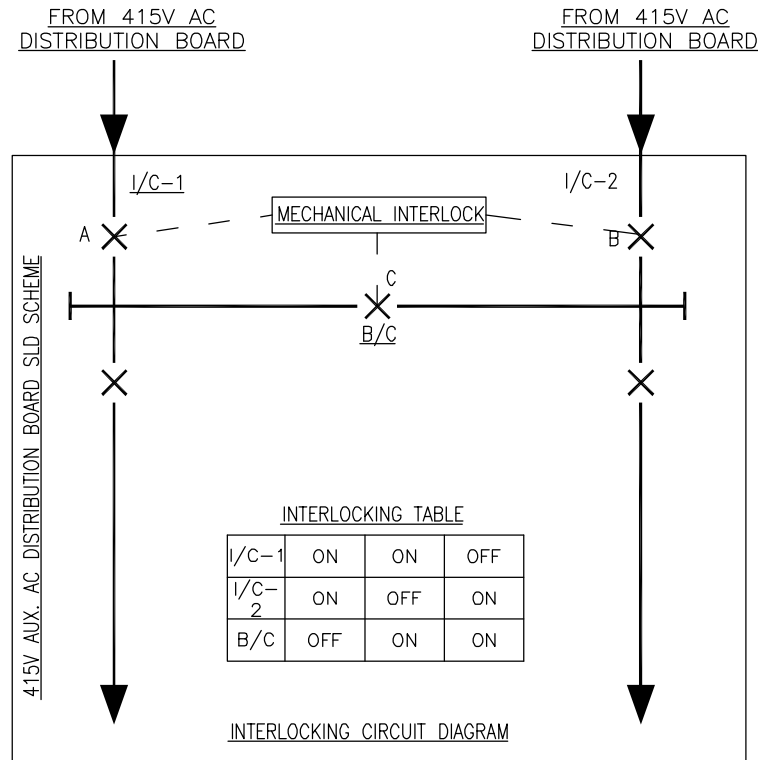 FROM 415V AC
DISTRIBUTION BOARD
FROM 415V AC
DISTRIBUTION BOARD
I/C-1
I/C-2
MECHANICAL INTERLOCK
A
B
C
B/C
415V AUX. AC DISTRIBUTION BOARD SLD SCHEME
INTERLOCKING TABLE
I/C-1 ON ON OFF
I/C-
2 ON OFF ON
B/C OFF ON ON
INTERLOCKING CIRCUIT DIAGRAM